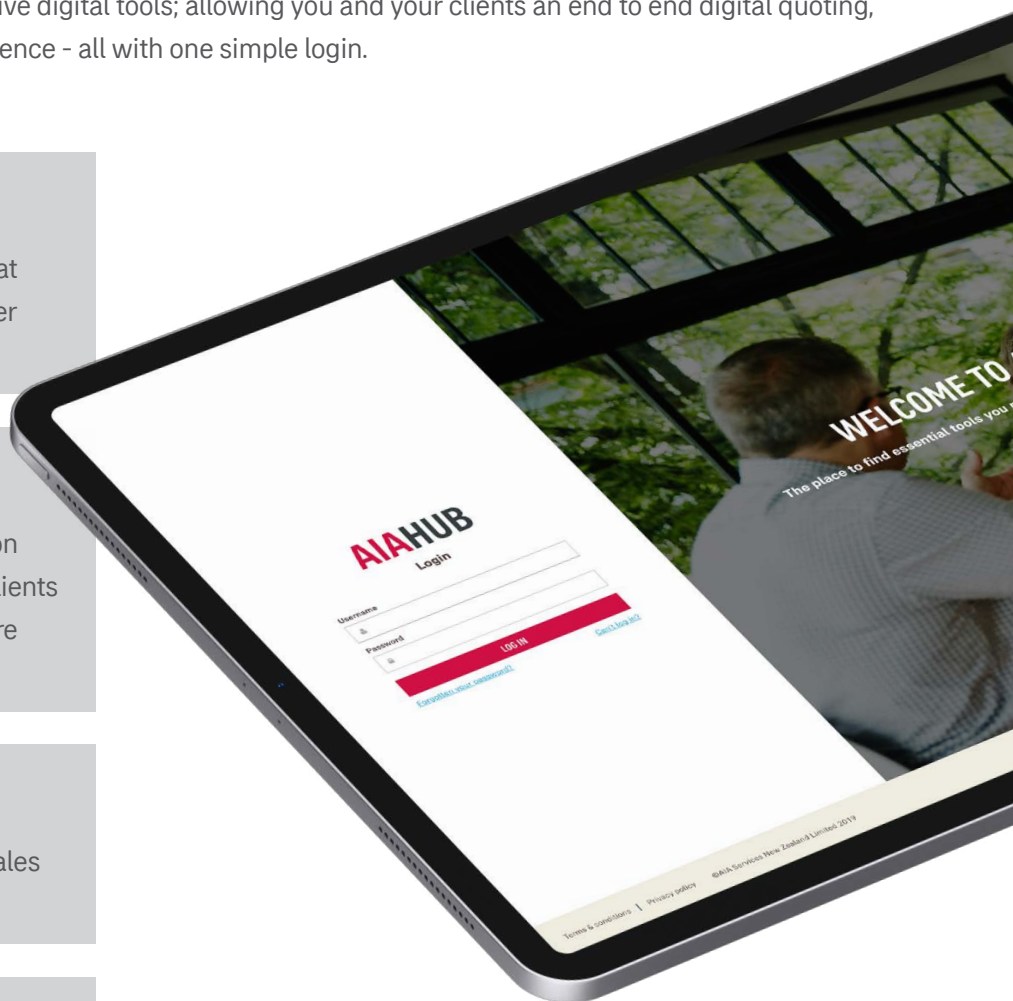 ive digital tools; allowing you and your clients an end to end digital quoting,
ence - all with one simple login.
at
er
on
ients
re
ales
WELCOME TO
The place to find essential tools you
AIAHUB
Login
Username
Password
LOG IN
Forgotten your password?
Can't log in?
Terms & conditions | Privacy policy ©AIA Services New Zealand Limited 2019